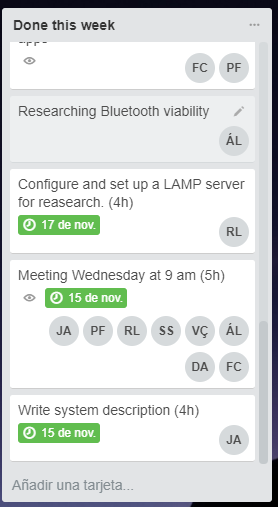 Done this week
apps
FC PF
Researching Bluetooth viability
ÁL
Configure and set up a LAMP server
for reasearch. (4h)
17 de nov.
RL
Meeting Wednesday at 9 am (5h)
15 de nov.
JA PF RL SS VÇ ÁL
DA FC
Write system description (4h)
15 de nov.
JA
Añadir una tarjeta...